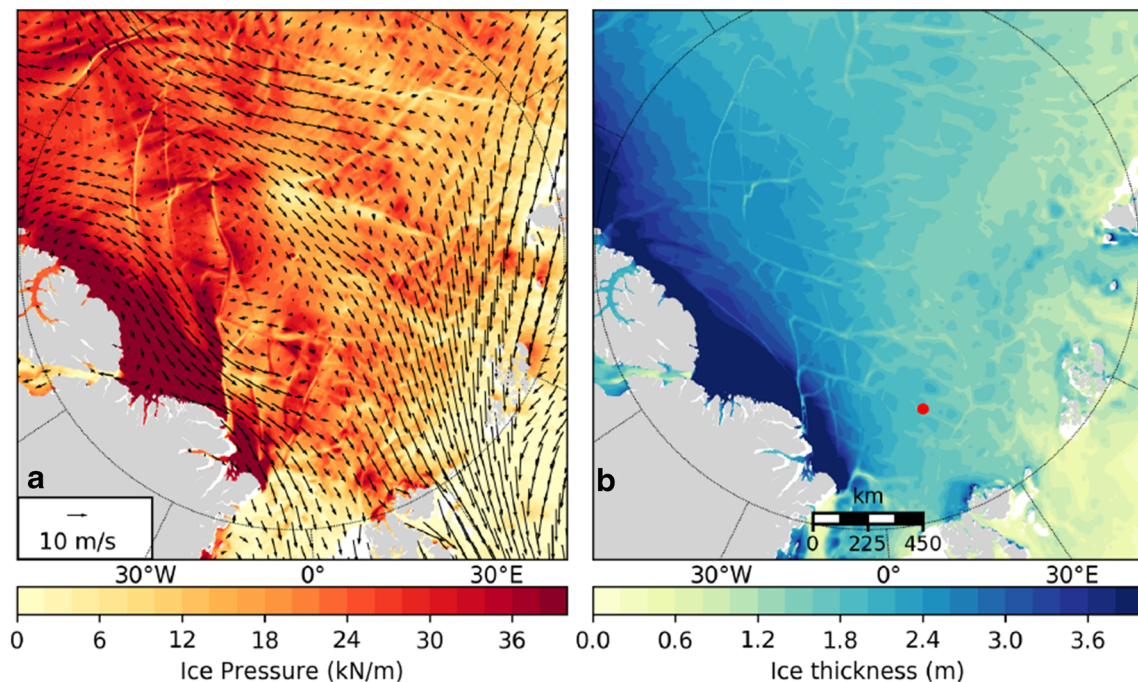 a
10 m/s
30°W 0° 30°E
0 6 12 18 24 30 36
Ice Pressure (kN/m)
b
km
0 225 450
30°W 0° 30°E
0.0 0.6 1.2 1.8 2.4 3.0 3.6
Ice thickness (m)